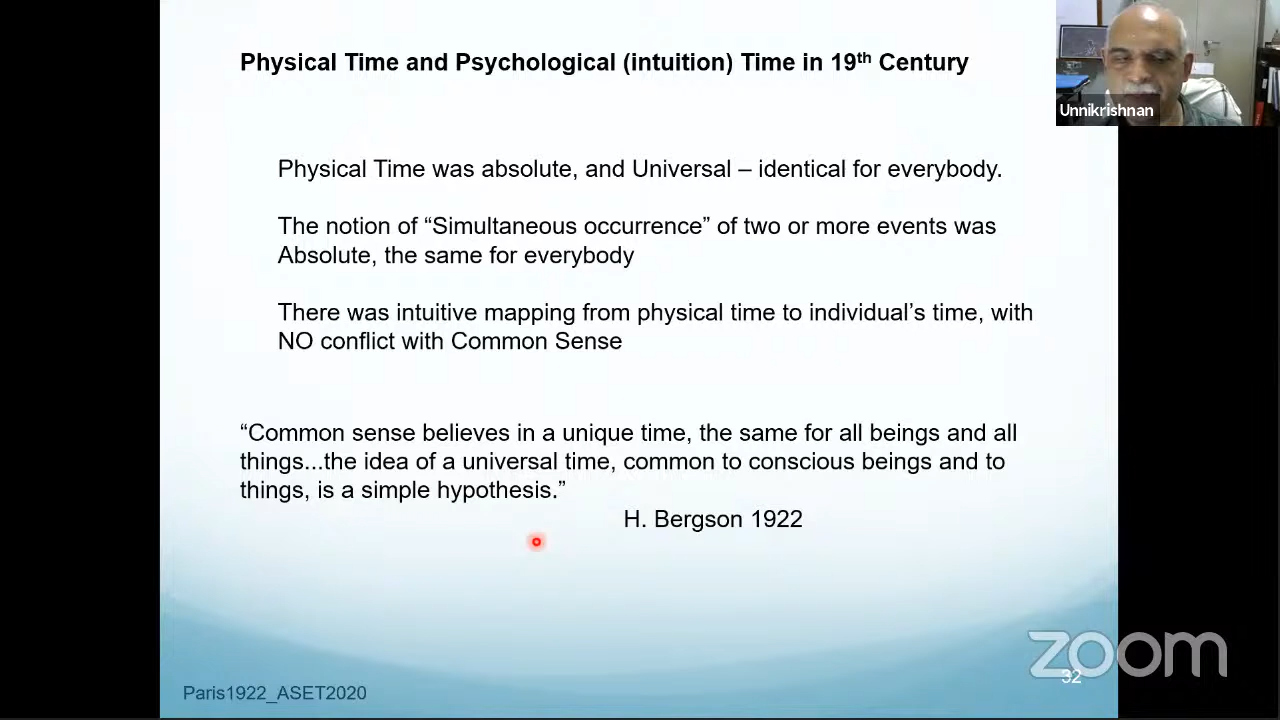 Physical Time and Psychological (intuition) Time in 19th Century
Unnikrishnan
Physical Time was absolute, and Universal – identical for everybody.
The notion of “Simultaneous occurrence” of two or more events was
Absolute, the same for everybody
There was intuitive mapping from physical time to individual’s time, with
NO conflict with Common Sense
“Common sense believes in a unique time, the same for all beings and all
things...the idea of a universal time, common to conscious beings and to
things, is a simple hypothesis.”
H. Bergson 1922
zoom
32
Paris1922_ASET2020